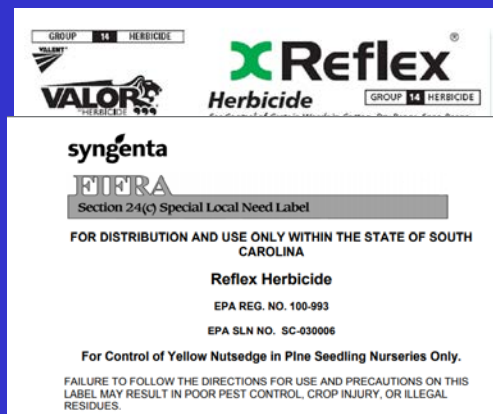 GROUP 14 HERBICIDE
VALENT
VALOR®
HERBICIDE
Reflex®
Herbicide
GROUP 14 HERBICIDE
syngenta
FIFRA
Section 24(c) Special Local Need Label
FOR DISTRIBUTION AND USE ONLY WITHIN THE STATE OF SOUTH
CAROLINA
Reflex Herbicide
EPA REG. NO. 100-993
EPA SLN NO. SC-030006
For Control of Yellow Nutsedge in PIne Seedling Nurseries Only.
FAILURE TO FOLLOW THE DIRECTIONS FOR USE AND PRECAUTIONS ON THIS
LABEL MAY RESULT IN POOR PEST CONTROL, CROP INJURY, OR ILLEGAL
RESIDUES.